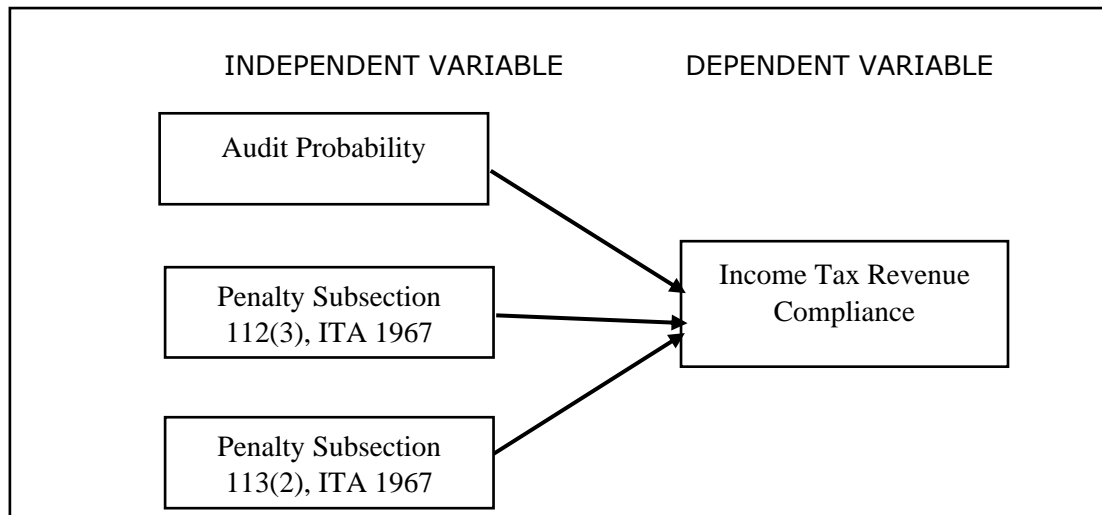 INDEPENDENT VARIABLE
DEPENDENT VARIABLE
Audit Probability
Penalty Subsection
112(3), ITA 1967
Penalty Subsection
113(2), ITA 1967
Income Tax Revenue
Compliance